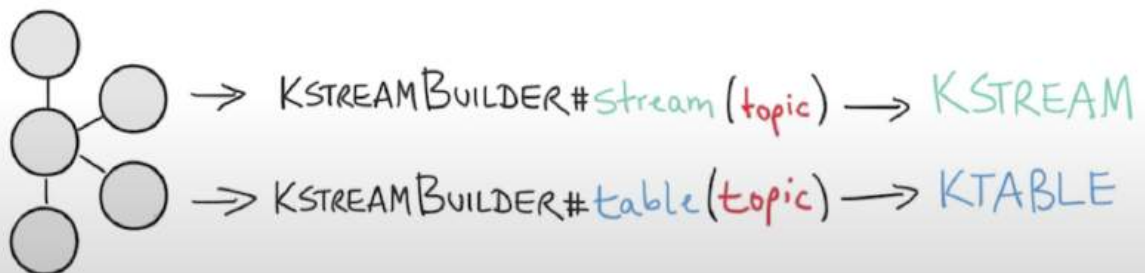 → KSTREAMBUILDER#stream(topic) → KSTREAM
→ KSTREAMBUILDER#table(topic) → KTABLE